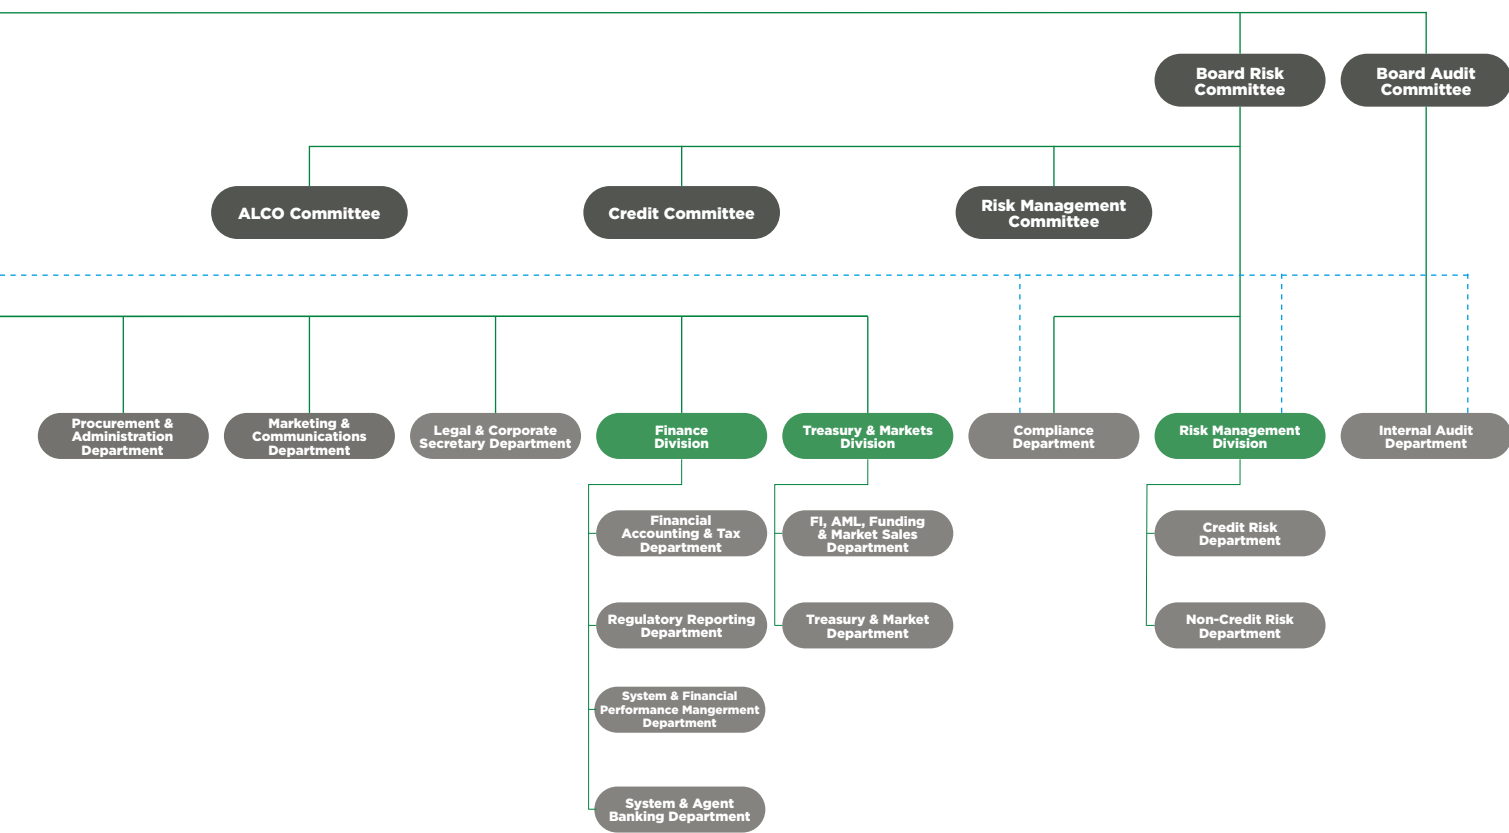 Board Risk
Committee
Board Audit
Committee
ALCO Committee
Credit Committee
Risk Management
Committee
Procurement &
Administration
Department
Marketing &
Communications
Department
Legal & Corporate
Secretary Department
Finance
Division
Treasury & Markets
Division
Compliance
Department
Risk Management
Division
Internal Audit
Department
Financial
Accounting & Tax
Department
FI, AML, Funding
& Market Sales
Department
Credit Risk
Department
Regulatory Reporting
Department
Treasury & Market
Department
Non-Credit Risk
Department
System & Financial
Performance Mangerment
Department
System & Agent
Banking Department